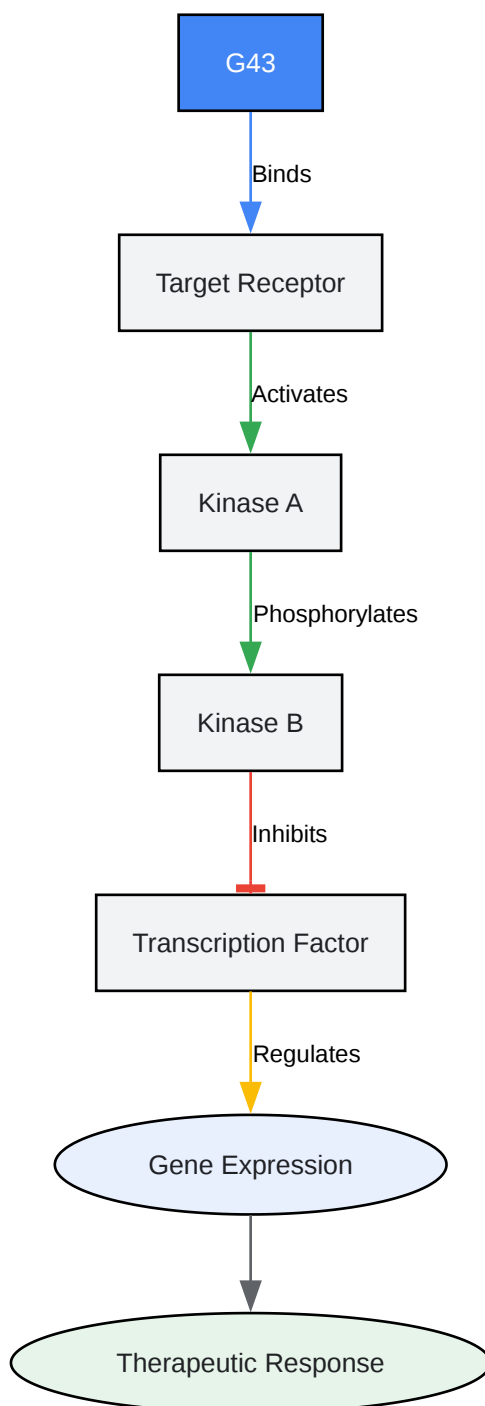 G43
Binds
Target Receptor
Activates
Kinase A
Phosphorylates
Kinase B
Inhibits
Transcription Factor
Regulates
Gene Expression
Therapeutic Response